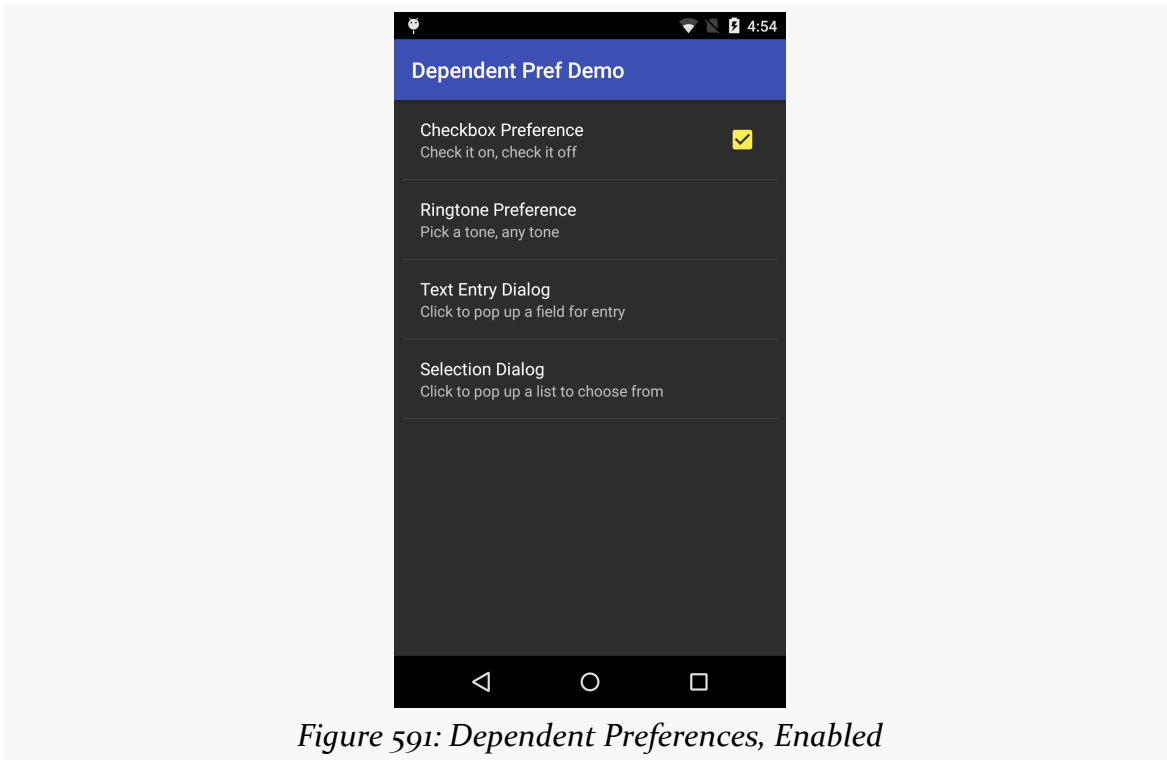 4:54
Dependent Pref Demo
Checkbox Preference
Check it on, check it off
Ringtone Preference
Pick a tone, any tone
Text Entry Dialog
Click to pop up a field for entry
Selection Dialog
Click to pop up a list to choose from
Figure 591: Dependent Preferences, Enabled